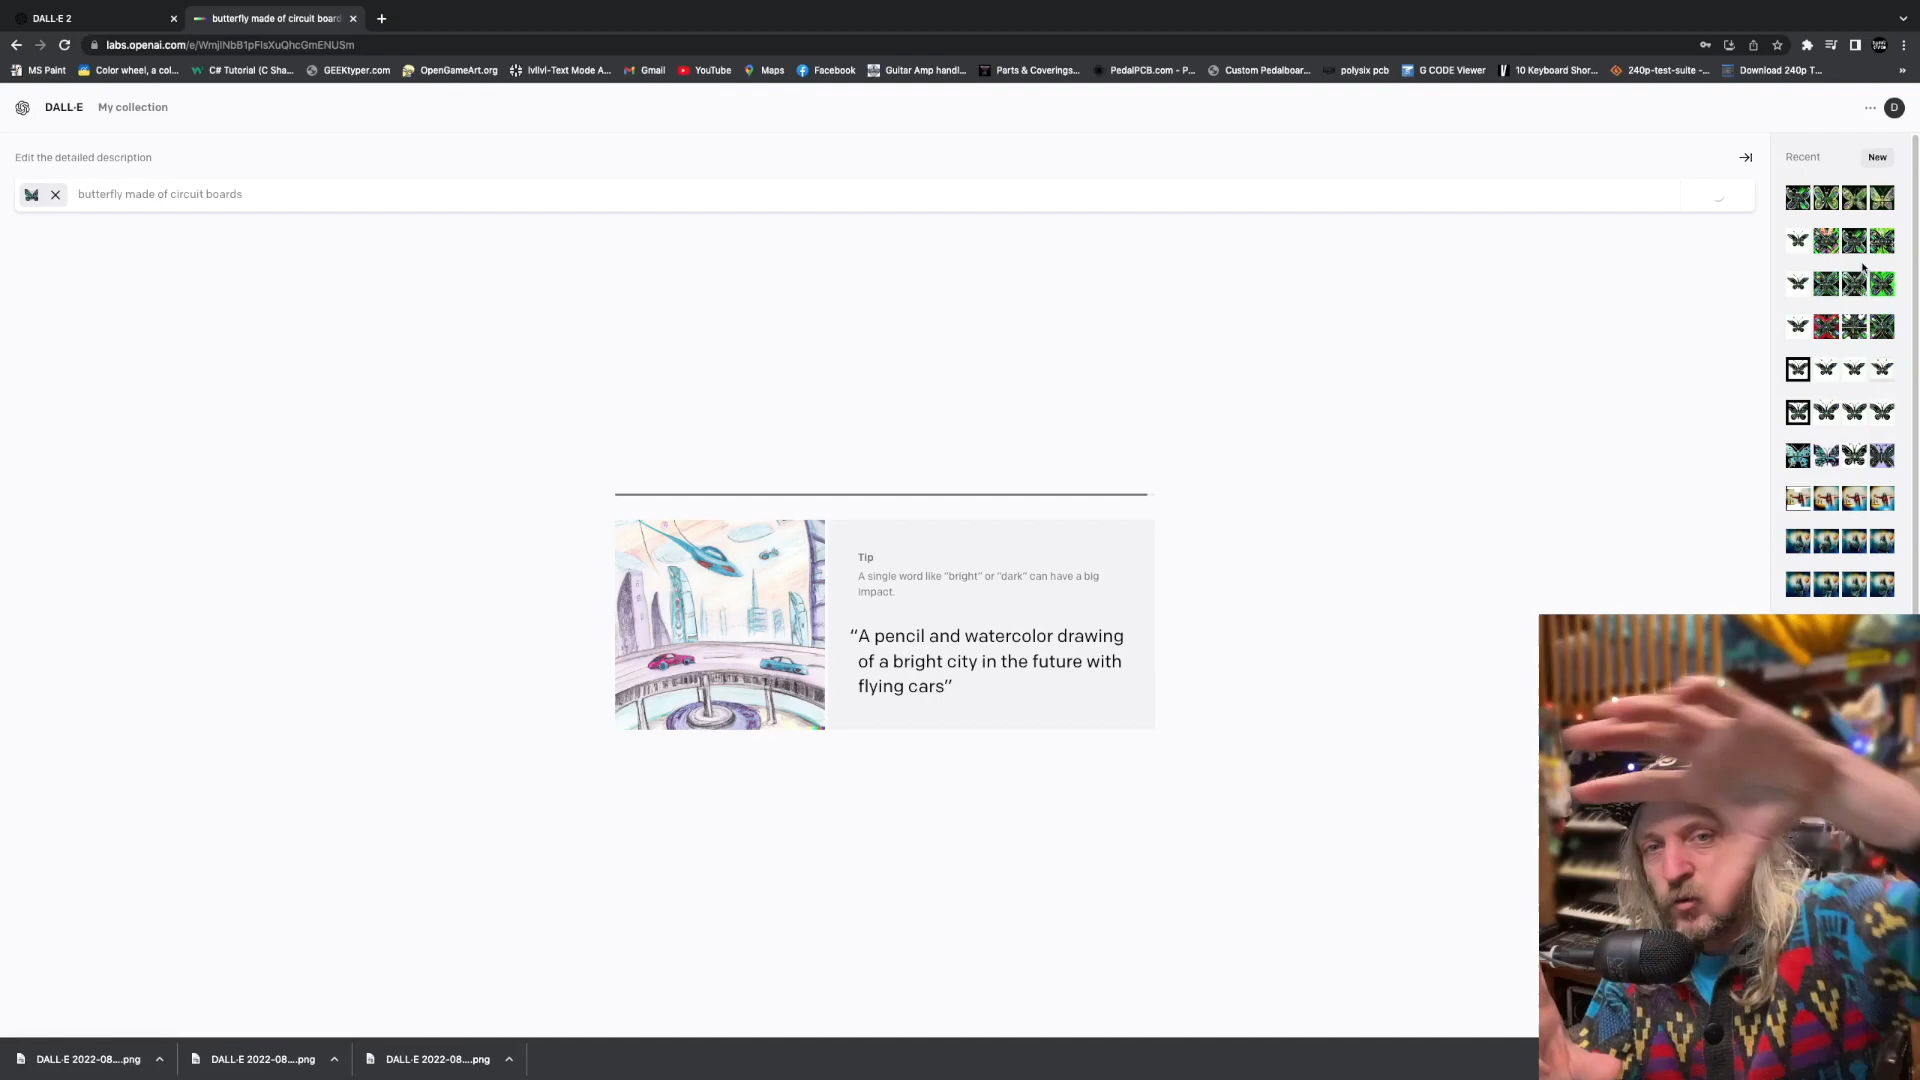 DALL·E 2
butterfly made of circuit board
labs.openai.com/e/WmjlNbB1pFlsXuQhcGmENUSm
MS Paint
Color wheel, a col...
C# Tutorial (C Sha...
GEEKtyper.com
OpenGameArt.org
lvllvl-Text Mode A...
Gmail
YouTube
Maps
Facebook
Guitar Amp handl...
Parts & Coverings...
PedalPCB.com - P...
Custom Pedalboar...
polysix pcb
G CODE Viewer
10 Keyboard Shor...
240p-test-suite -...
Download 240p T...
»
DALL·E
My collection
D
Edit the detailed description
Recent
New
butterfly made of circuit boards
Tip
A single word like "bright" or "dark" can have a big
impact.
“A pencil and watercolor drawing
of a bright city in the future with
flying cars”
DALL·E 2022-08....png
DALL·E 2022-08....png
DALL·E 2022-08....png